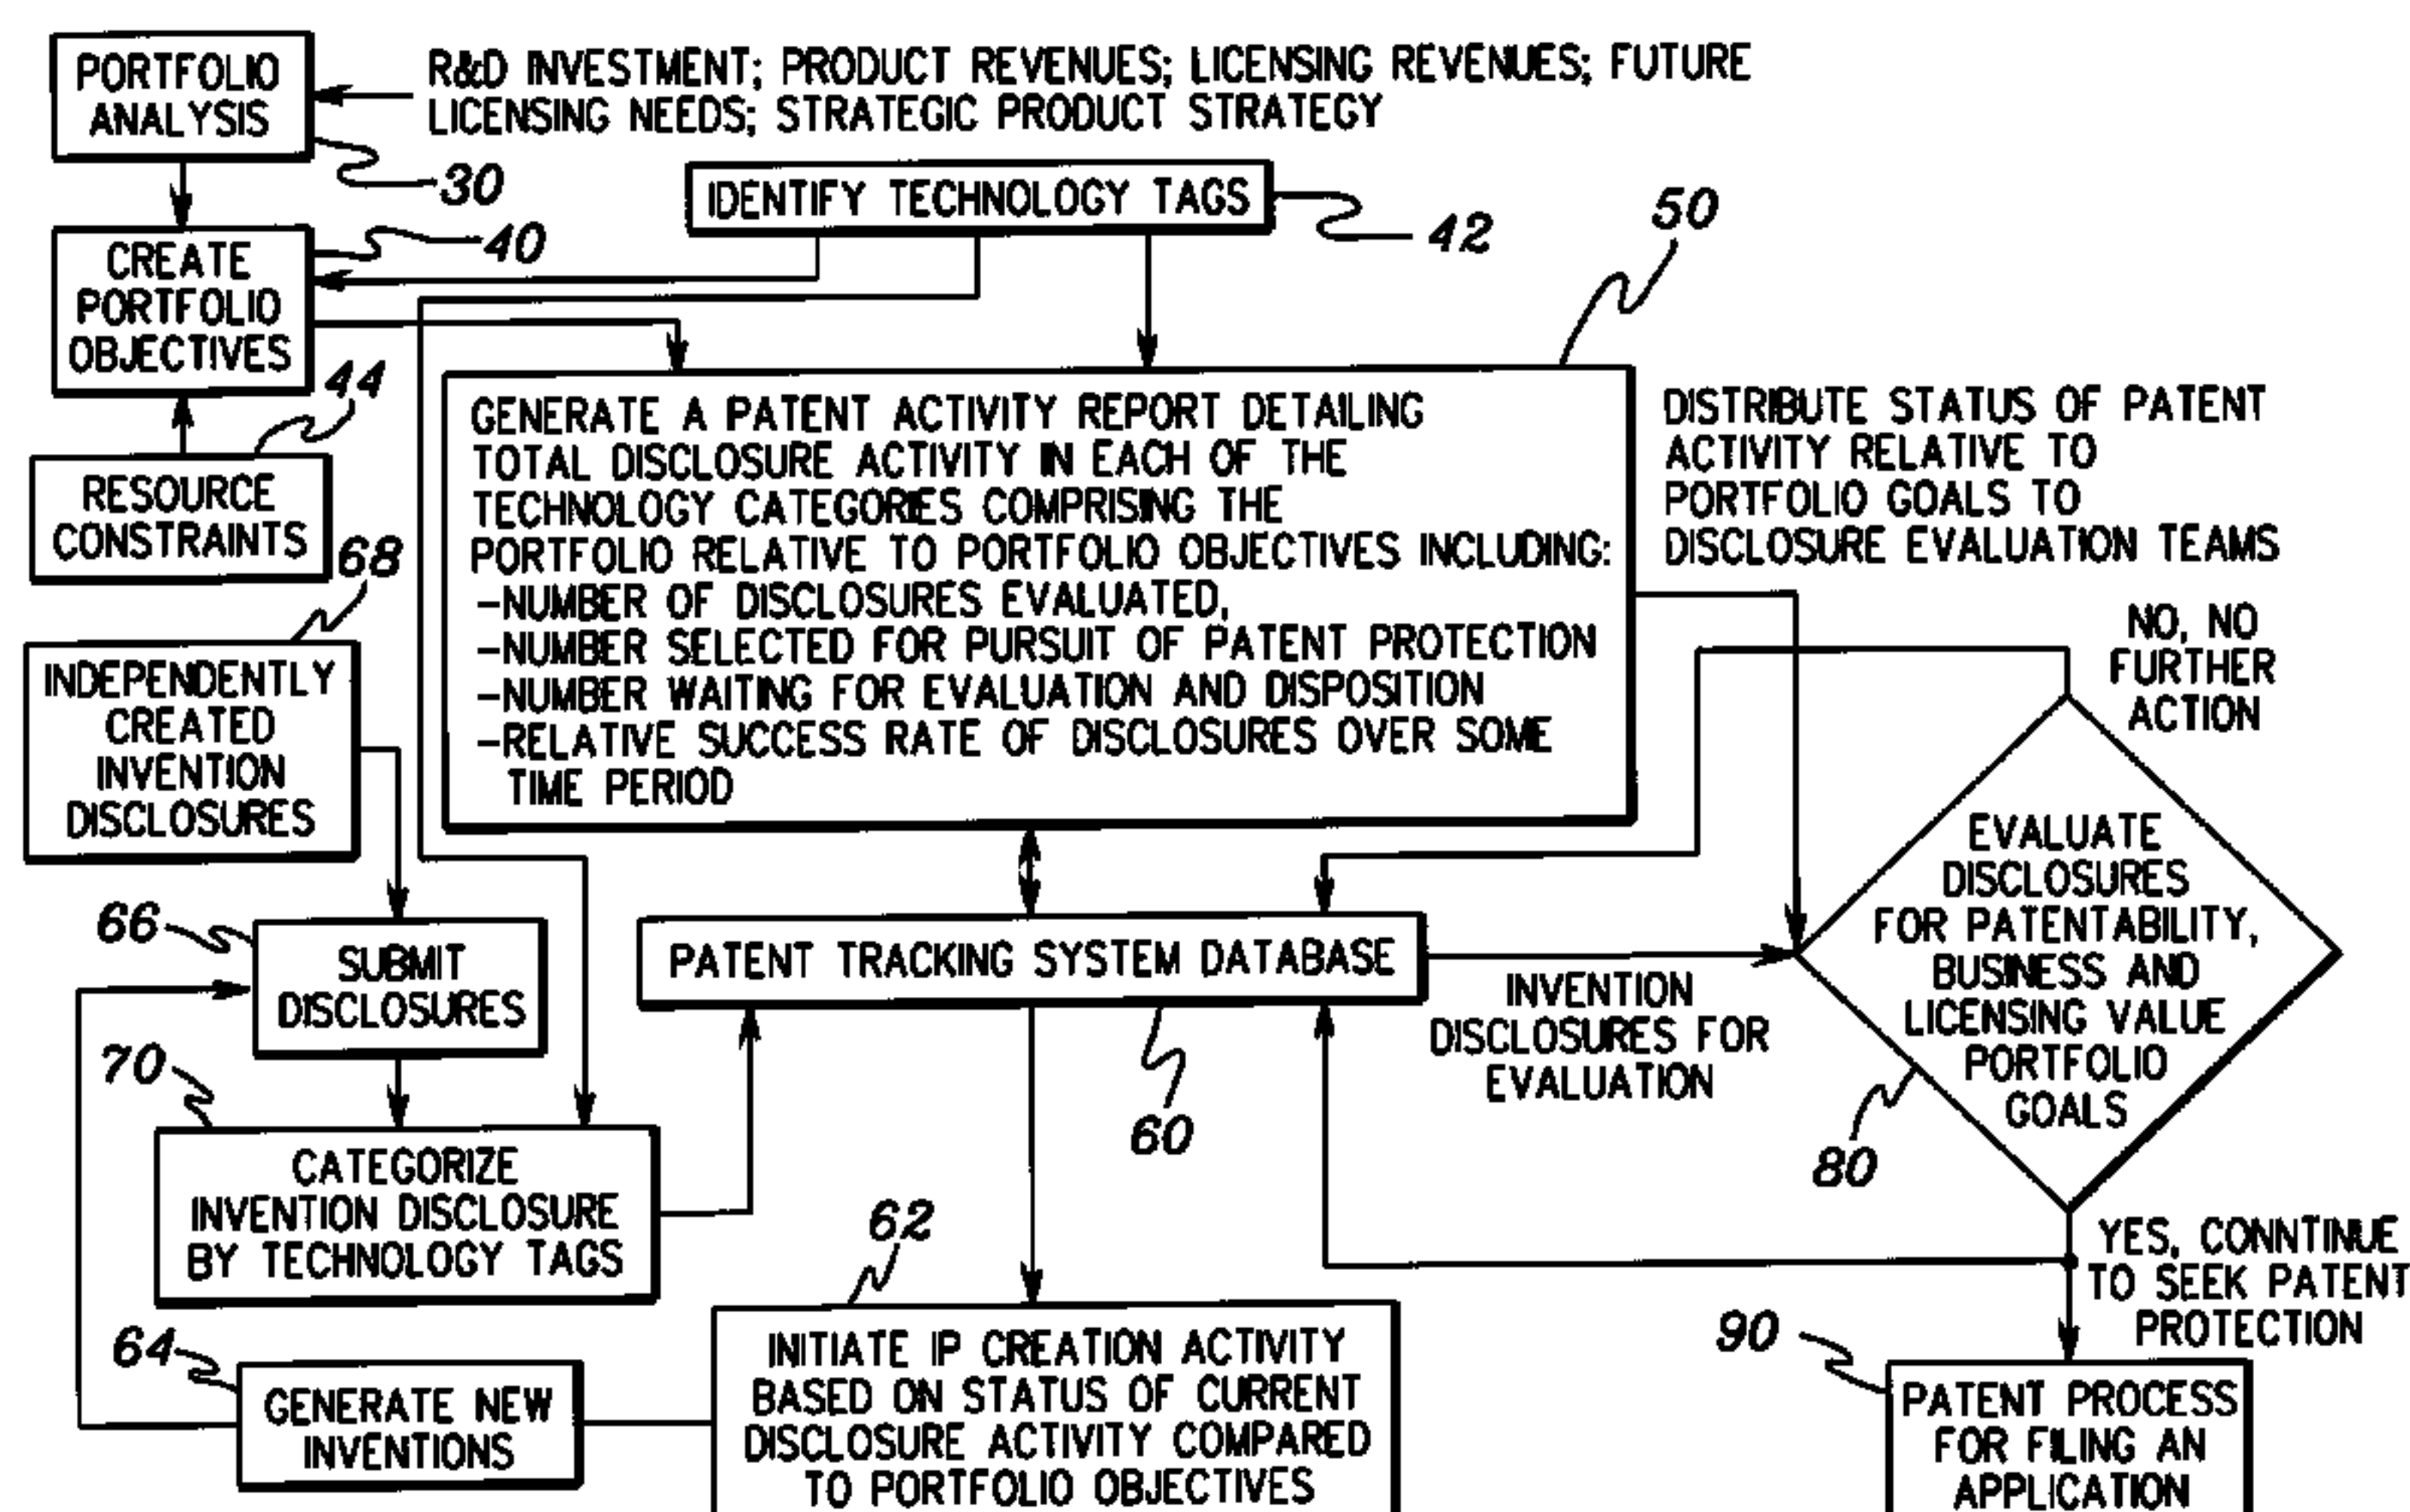 PORTFOLIO
ANALYSIS
R&D INVESTMENT; PRODUCT REVENUES; LICENSING REVENUES; FUTURE
LICENSING NEEDS; STRATEGIC PRODUCT STRATEGY
30
IDENTIFY TECHNOLOGY TAGS
42
50
40
CREATE
PORTFOLIO
OBJECTIVES
44
RESOURCE
CONSTRAINTS
GENERATE A PATENT ACTIVITY REPORT DETAILING
TOTAL DISCLOSURE ACTIVITY IN EACH OF THE
TECHNOLOGY CATEGORIES COMPRISING THE
PORTFOLIO RELATIVE TO PORTFOLIO OBJECTIVES INCLUDING:
-NUMBER OF DISCLOSURES EVALUATED,
-NUMBER SELECTED FOR PURSUIT OF PATENT PROTECTION
-NUMBER WAITING FOR EVALUATION AND DISPOSITION
-RELATIVE SUCCESS RATE OF DISCLOSURES OVER SOME
TIME PERIOD
DISTRIBUTE STATUS OF PATENT
ACTIVITY RELATIVE TO
PORTFOLIO GOALS TO
DISCLOSURE EVALUATION TEAMS
68
INDEPENDENTLY
CREATED
INVENTION
DISCLOSURES
NO, NO
FURTHER
ACTION
66
SUBMIT
DISCLOSURES
PATENT TRACKING SYSTEM DATABASE
60
INVENTION
DISCLOSURES FOR
EVALUATION
EVALUATE
DISCLOSURES
FOR PATENTABILITY,
BUSINESS AND
LICENSING VALUE
PORTFOLIO
GOALS
80
70
CATEGORIZE
INVENTION DISCLOSURE
BY TECHNOLOGY TAGS
62
INITIATE IP CREATION ACTIVITY
BASED ON STATUS OF CURRENT
DISCLOSURE ACTIVITY COMPARED
TO PORTFOLIO OBJECTIVES
64
GENERATE NEW
INVENTIONS
YES, CONNTINUE
TO SEEK PATENT
PROTECTION
90
PATENT PROCESS
FOR FILING AN
APPLICATION